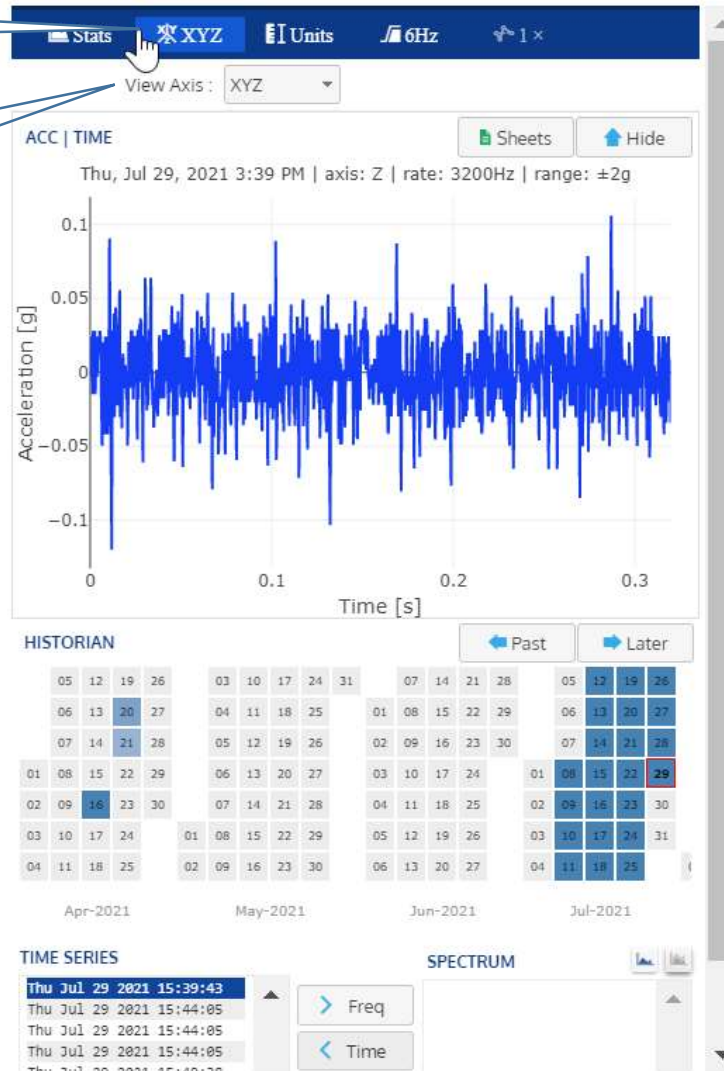 Stats XYZ Units 6Hz 1 ×
View Axis : XYZ
ACC | TIME Sheets Hide
Thu, Jul 29, 2021 3:39 PM | axis: Z | rate: 3200Hz | range: ±2g
0.1
0.05
0
−0.05
−0.1
Acceleration [g]
0 0.1 0.2 0.3
Time [s]
HISTORIAN Past Later
05 12 19 26 03 10 17 24 31 07 14 21 28 05 12 19 26
06 13 20 27 04 11 18 25 01 08 15 22 29 06 13 20 27
07 14 21 28 05 12 19 26 02 09 16 23 30 07 14 21 28
01 08 15 22 29 06 13 20 27 03 10 17 24 01 08 15 22 29
02 09 16 23 30 07 14 21 28 04 11 18 25 02 09 16 23 30
03 10 17 24 01 08 15 22 29 05 12 19 26 03 10 17 24 31
04 11 18 25 02 09 16 23 30 06 13 20 27 04 11 18 25
Apr-2021 May-2021 Jun-2021 Jul-2021
TIME SERIES SPECTRUM
Thu Jul 29 2021 15:39:43
Thu Jul 29 2021 15:44:05
Thu Jul 29 2021 15:44:05
Thu Jul 29 2021 15:44:05
Freq
Time